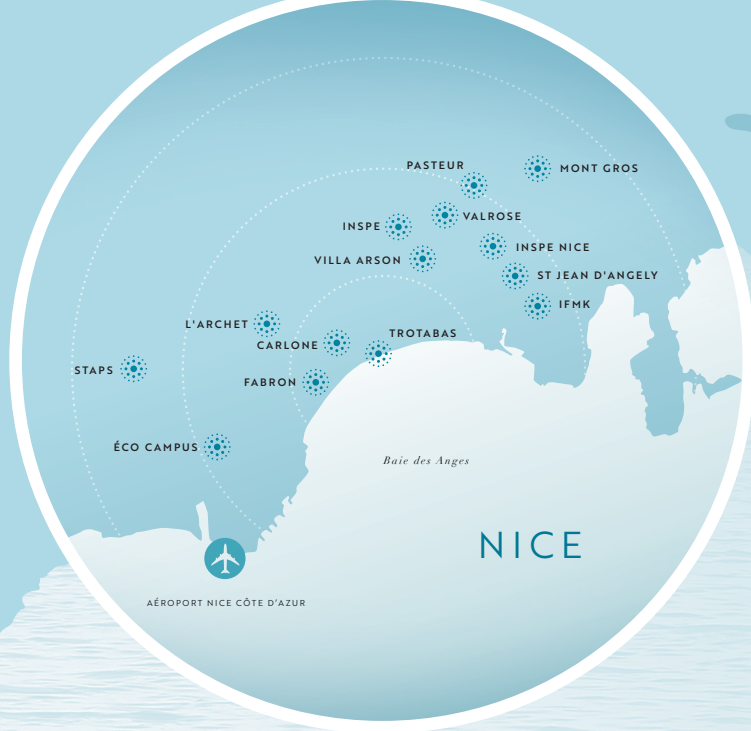 PASTEUR
MONT GROS
VALROSE
INSPE
INSPE NICE
VILLA ARSON
ST JEAN D'ANGELY
IFMK
L'ARCHET
TROTABAS
CARLONE
STAPS
FABRON
ÉCO CAMPUS
Baie des Anges
NICE
AÉROPORT NICE CÔTE D'AZUR